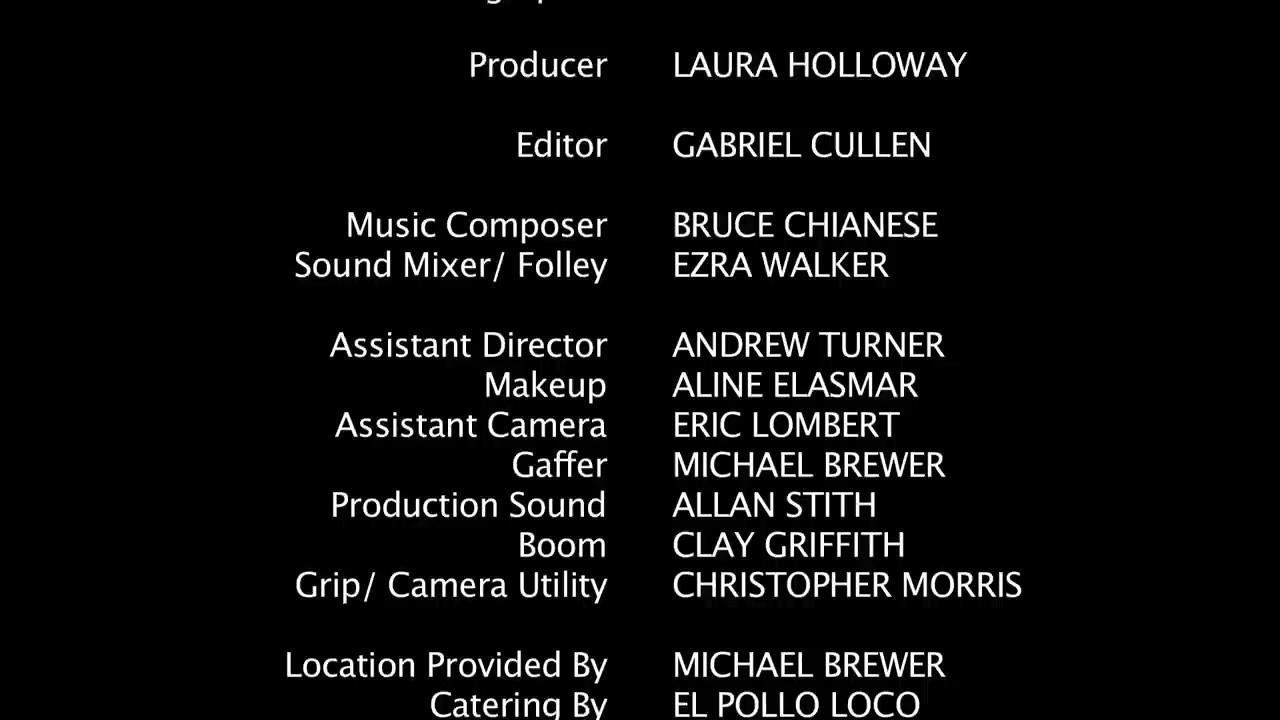 Producer LAURA HOLLOWAY
Editor GABRIEL CULLEN
Music Composer BRUCE CHIANESE
Sound Mixer/ Folley EZRA WALKER
Assistant Director ANDREW TURNER
Makeup ALINE ELASMAR
Assistant Camera ERIC LOMBERT
Gaffer MICHAEL BREWER
Production Sound ALLAN STITH
Boom CLAY GRIFFITH
Grip/ Camera Utility CHRISTOPHER MORRIS
Location Provided By MICHAEL BREWER
Catering By EL POLLO LOCO